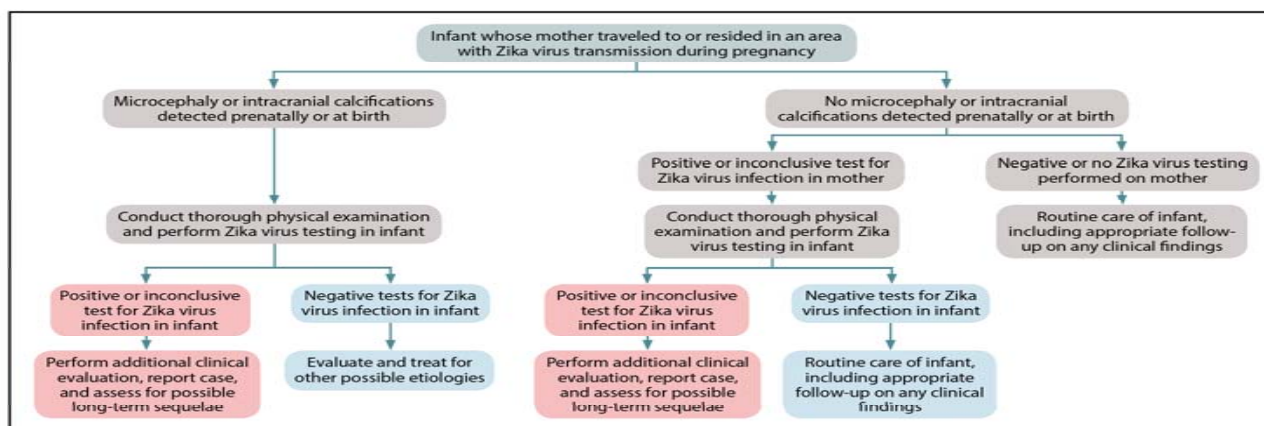 Infant whose mother traveled to or resided in an area
with Zika virus transmission during pregnancy
Microcephaly or intracranial calcifications
detected prenatally or at birth
No microcephaly or intracranial
calcifications detected prenatally or at birth
Positive or inconclusive test for
Zika virus infection in mother
Negative or no Zika virus testing
performed on mother
Conduct thorough physical examination
and perform Zika virus testing in infant
Conduct thorough physical
examination and perform Zika
virus testing in infant
Routine care of infant,
including appropriate follow-
up on any clinical findings
Positive or inconclusive
test for Zika virus
infection in infant
Negative tests for Zika
virus infection in infant
Positive or inconclusive
test for Zika virus
infection in infant
Negative tests for Zika
virus infection in infant
Perform additional clinical
evaluation, report case,
and assess for possible
long-term sequelae
Evaluate and treat for
other possible etiologies
Perform additional clinical
evaluation, report case,
and assess for possible
long-term sequelae
Routine care of infant,
including appropriate
follow-up on any clinical
findings